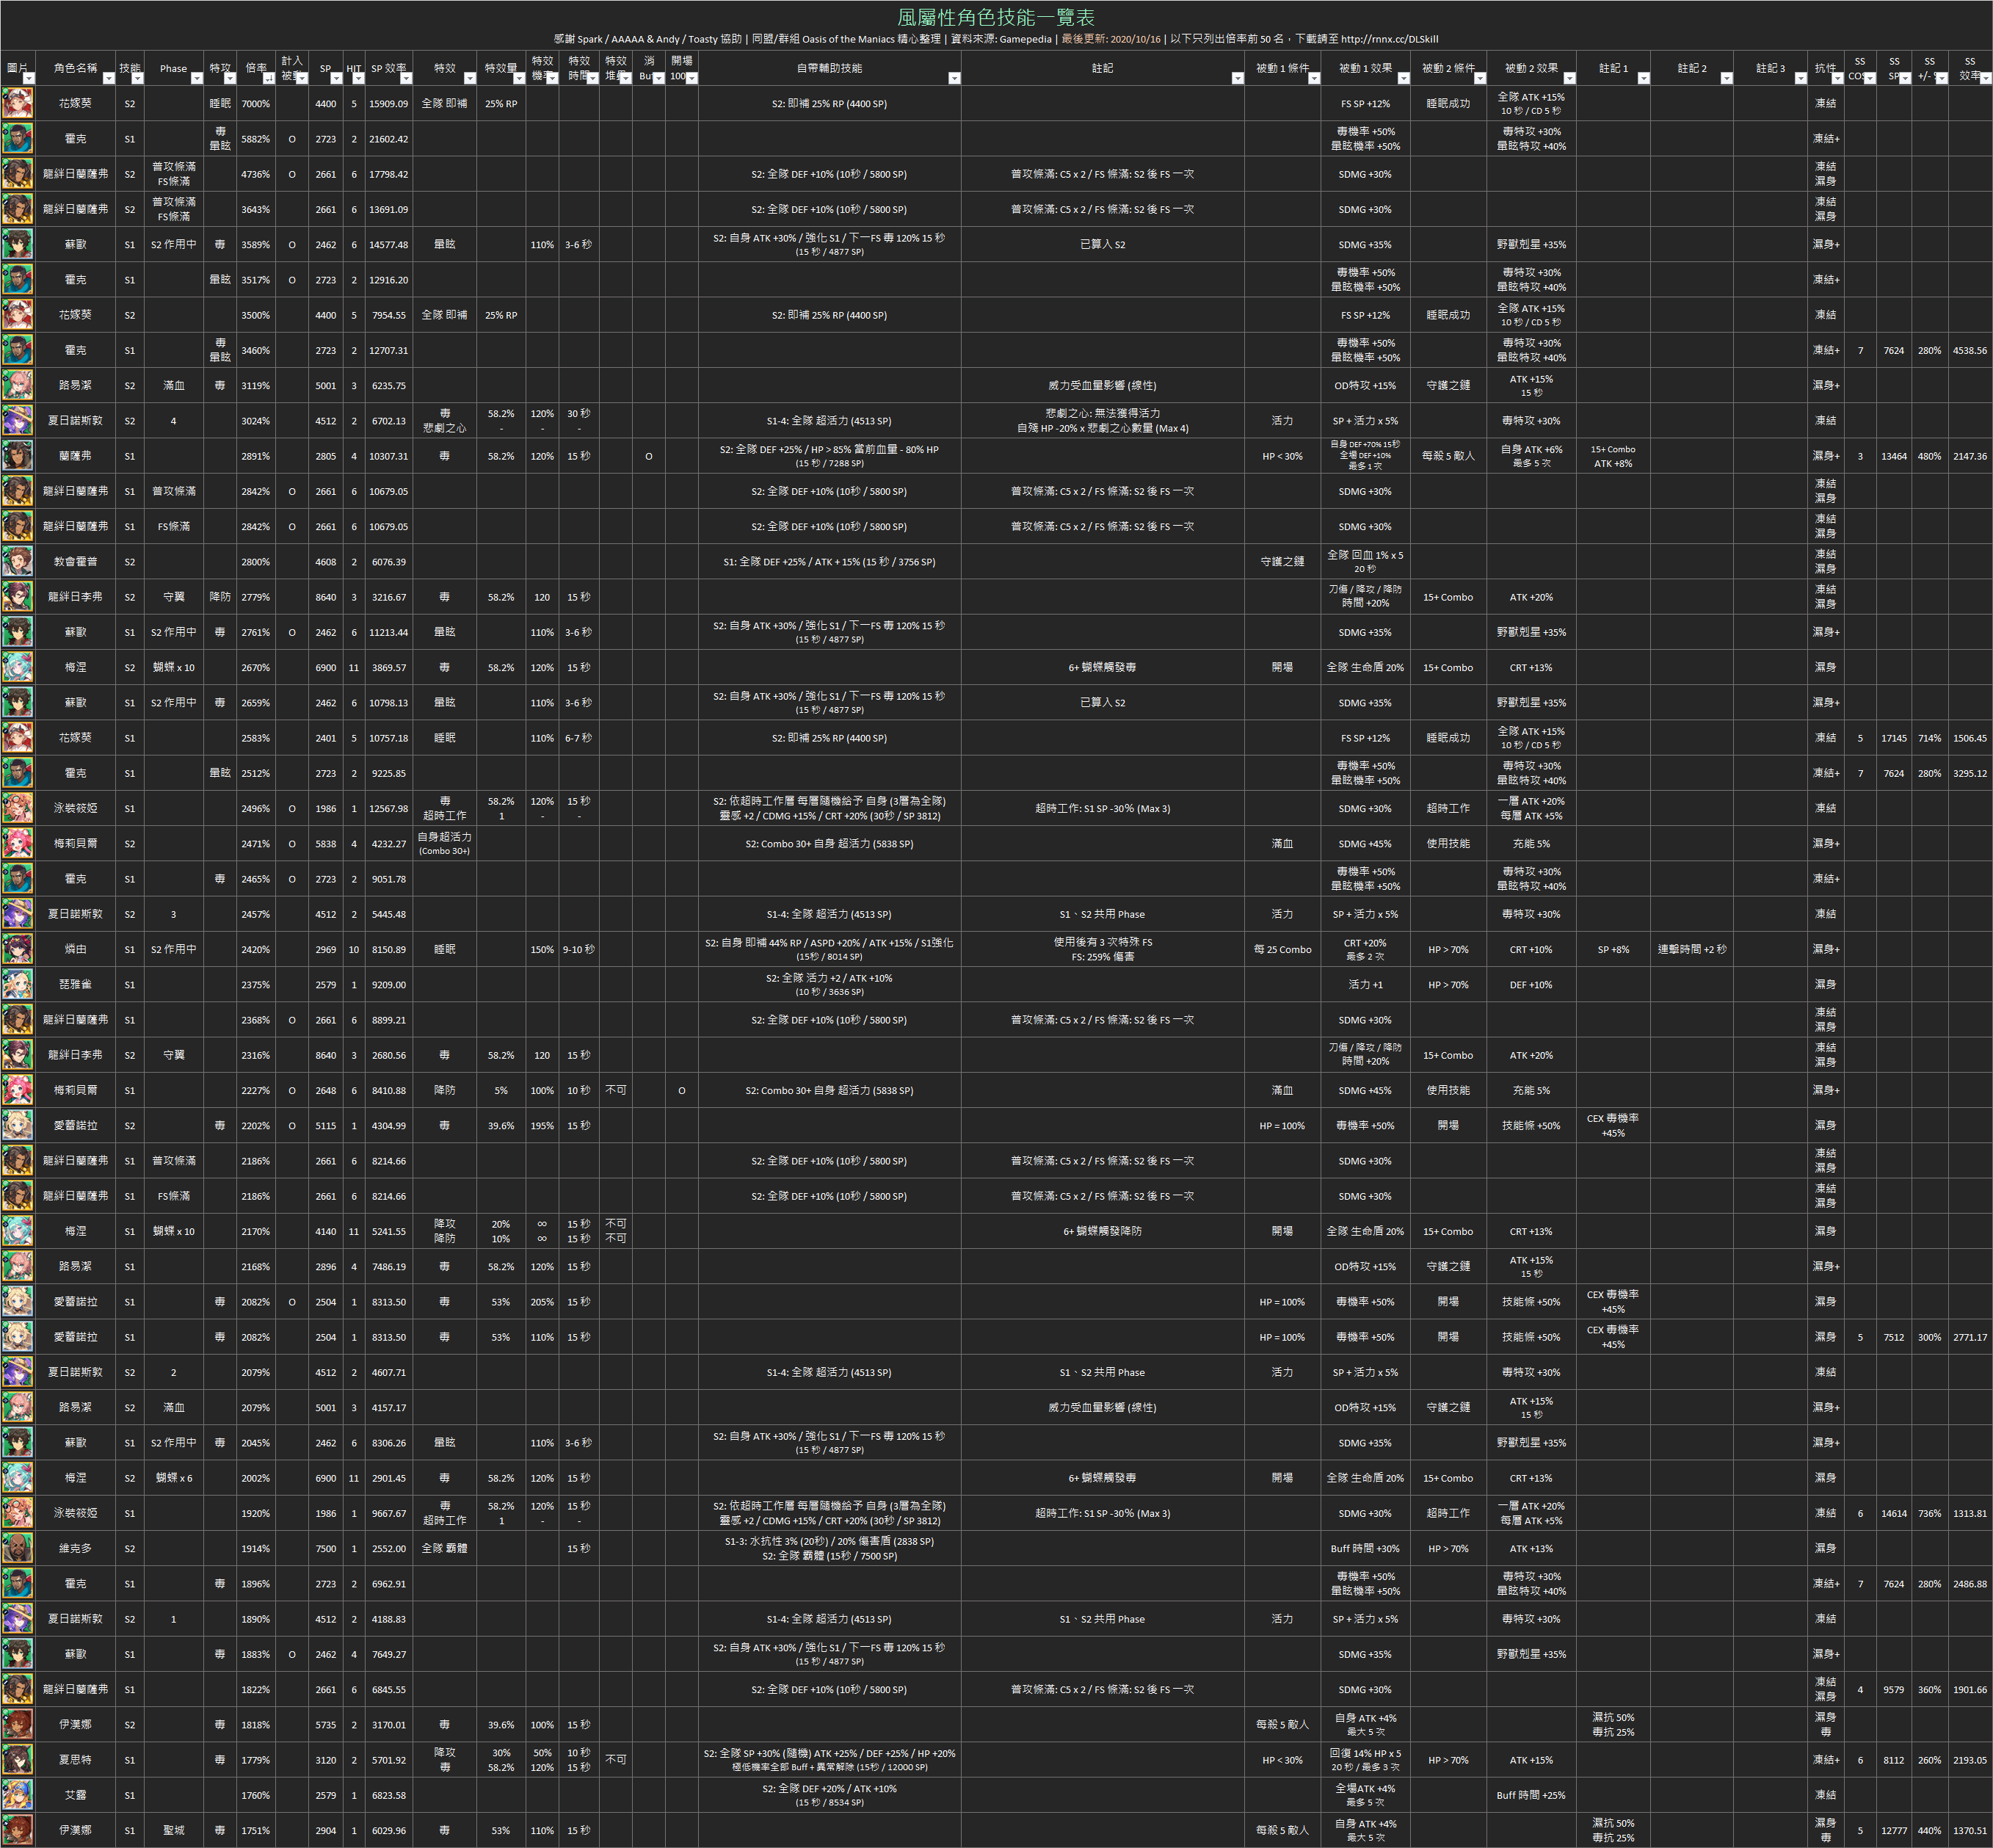 風屬性角色技能一覽表
感謝 Spark / AAAAA & Andy / Toasty 協助 | 同盟/群組 Oasis of the Maniacs 精心整理 | 資料來源: Gamepedia | 最後更新: 2020/10/16 | 以下只列出倍率前 50 名，下載請至 http://rnnx.cc/DLSkill
圖片 角色名稱 技能 Phase 特攻 倍率 計入被動 SP HIT SP 效率 特效 特效量 特效機率 特效時間 特效堆疊 消Buff 開場100% 自帶輔助技能 註記 被動 1 條件 被動 1 效果 被動 2 條件 被動 2 效果 註記 1 註記 2 註記 3 抗性 SS COST SS SP SS +/- % SS 效率
花嫁葵 S2 睡眠 7000% 4400 5 15909.09 全隊 即補 25% RP S2: 即補 25% RP (4400 SP) FS SP +12% 睡眠成功 全隊 ATK +15% 10 秒 / CD 5 秒 凍結
霍克 S1 毒 暈眩 5882% O 2723 2 21602.42 毒機率 +50% 暈眩機率 +50% 毒特攻 +30% 暈眩特攻 +40% 凍結+
龍絆日蘭薩弗 S2 普攻條滿 FS條滿 4736% O 2661 6 17798.42 S2: 全隊 DEF +10% (10秒 / 5800 SP) 普攻條滿: C5 x 2 / FS 條滿: S2 後 FS 一次 SDMG +30% 凍結 濕身
龍絆日蘭薩弗 S2 普攻條滿 FS條滿 3643% 2661 6 13691.09 S2: 全隊 DEF +10% (10秒 / 5800 SP) 普攻條滿: C5 x 2 / FS 條滿: S2 後 FS 一次 SDMG +30% 凍結 濕身
蘇歐 S1 S2 作用中 毒 3589% O 2462 6 14577.48 暈眩 110% 3-6 秒 S2: 自身 ATK +30% / 強化 S1 / 下一FS 毒 120% 15 秒 (15 秒 / 4877 SP) 已算入 S2 SDMG +35% 野獸剋星 +35% 濕身+
霍克 S1 暈眩 3517% O 2723 2 12916.20 毒機率 +50% 暈眩機率 +50% 毒特攻 +30% 暈眩特攻 +40% 凍結+
花嫁葵 S2 3500% 4400 5 7954.55 全隊 即補 25% RP S2: 即補 25% RP (4400 SP) FS SP +12% 睡眠成功 全隊 ATK +15% 10 秒 / CD 5 秒 凍結
霍克 S1 毒 暈眩 3460% 2723 2 12707.31 毒機率 +50% 暈眩機率 +50% 毒特攻 +30% 暈眩特攻 +40% 凍結+ 7 7624 280% 4538.56
路易潔 S2 滿血 毒 3119% 5001 3 6235.75 威力受血量影響 (線性) OD特攻 +15% 守護之鏈 ATK +15% 15 秒 濕身+
夏日諾斯敦 S2 4 3024% 4512 2 6702.13 毒 悲劇之心 58.2% - 120% - 30 秒 - S1-4: 全隊 超活力 (4513 SP) 悲劇之心: 無法獲得活力 自殘 HP -20% x 悲劇之心數量 (Max 4) 活力 SP + 活力 x 5% 毒特攻 +30% 凍結
蘭薩弗 S1 2891% 2805 4 10307.31 毒 58.2% 120% 15 秒 O S2: 全隊 DEF +25% / HP > 85% 當前血量 - 80% HP (15 秒 / 7288 SP) HP < 30% 自身 DEF +70% 15秒 全場 DEF +10% 最多 1 次 每殺 5 敵人 自身 ATK +6% 最多 5 次 15+ Combo ATK +8% 濕身+ 3 13464 480% 2147.36
龍絆日蘭薩弗 S1 普攻條滿 2842% O 2661 6 10679.05 S2: 全隊 DEF +10% (10秒 / 5800 SP) 普攻條滿: C5 x 2 / FS 條滿: S2 後 FS 一次 SDMG +30% 凍結 濕身
龍絆日蘭薩弗 S1 FS條滿 2842% O 2661 6 10679.05 S2: 全隊 DEF +10% (10秒 / 5800 SP) 普攻條滿: C5 x 2 / FS 條滿: S2 後 FS 一次 SDMG +30% 凍結 濕身
教會霍普 S2 2800% 4608 2 6076.39 S1: 全隊 DEF +25% / ATK + 15% (15 秒 / 3756 SP) 守護之鏈 全隊 回血 1% x 5 20 秒 凍結 濕身
龍絆日李弗 S2 守翼 降防 2779% 8640 3 3216.67 毒 58.2% 120 15 秒 刀傷 / 降攻 / 降防 時間 +20% 15+ Combo ATK +20% 凍結 濕身
蘇歐 S1 S2 作用中 毒 2761% O 2462 6 11213.44 暈眩 110% 3-6 秒 S2: 自身 ATK +30% / 強化 S1 / 下一FS 毒 120% 15 秒 (15 秒 / 4877 SP) SDMG +35% 野獸剋星 +35% 濕身+
梅涅 S2 蝴蝶 x 10 2670% 6900 11 3869.57 毒 58.2% 120% 15 秒 6+ 蝴蝶觸發毒 開場 全隊 生命盾 20% 15+ Combo CRT +13% 濕身
蘇歐 S1 S2 作用中 毒 2659% 2462 6 10798.13 暈眩 110% 3-6 秒 S2: 自身 ATK +30% / 強化 S1 / 下一FS 毒 120% 15 秒 (15 秒 / 4877 SP) 已算入 S2 SDMG +35% 野獸剋星 +35% 濕身+
花嫁葵 S1 2583% 2401 5 10757.18 睡眠 110% 6-7 秒 S2: 即補 25% RP (4400 SP) FS SP +12% 睡眠成功 全隊 ATK +15% 10 秒 / CD 5 秒 凍結 5 17145 714% 1506.45
霍克 S1 暈眩 2512% 2723 2 9225.85 毒機率 +50% 暈眩機率 +50% 毒特攻 +30% 暈眩特攻 +40% 凍結+ 7 7624 280% 3295.12
泳裝筱婭 S1 2496% O 1986 1 12567.98 毒 超時工作 58.2% 1 120% - 15 秒 - S2: 依超時工作層 每層隨機給予 自身 (3層為全隊) 靈感 +2 / CDMG +15% / CRT +20% (30秒 / SP 3812) 超時工作: S1 SP -30% (Max 3) SDMG +30% 超時工作 一層 ATK +20% 每層 ATK +5% 凍結
梅莉貝爾 S2 2471% O 5838 4 4232.27 自身超活力 (Combo 30+) S2: Combo 30+ 自身 超活力 (5838 SP) 滿血 SDMG +45% 使用技能 充能 5% 濕身+
霍克 S1 毒 2465% O 2723 2 9051.78 毒機率 +50% 暈眩機率 +50% 毒特攻 +30% 暈眩特攻 +40% 凍結+
夏日諾斯敦 S2 3 2457% 4512 2 5445.48 S1-4: 全隊 超活力 (4513 SP) S1、S2 共用 Phase 活力 SP + 活力 x 5% 毒特攻 +30% 凍結
燐由 S1 S2 作用中 2420% 2969 10 8150.89 睡眠 150% 9-10 秒 S2: 自身 即補 44% RP / ASPD +20% / ATK +15% / S1強化 (15秒 / 8014 SP) 使用後有 3 次特殊 FS FS: 259% 傷害 每 25 Combo CRT +20% 最多 2 次 HP > 70% CRT +10% SP +8% 連擊時間 +2 秒 濕身+
琵雅雀 S1 2375% 2579 1 9209.00 S2: 全隊 活力 +2 / ATK +10% (10 秒 / 3636 SP) 活力 +1 HP > 70% DEF +10% 濕身
龍絆日蘭薩弗 S1 2368% O 2661 6 8899.21 S2: 全隊 DEF +10% (10秒 / 5800 SP) 普攻條滿: C5 x 2 / FS 條滿: S2 後 FS 一次 SDMG +30% 凍結 濕身
龍絆日李弗 S2 守翼 2316% 8640 3 2680.56 毒 58.2% 120 15 秒 刀傷 / 降攻 / 降防 時間 +20% 15+ Combo ATK +20% 凍結 濕身
梅莉貝爾 S1 2227% O 2648 6 8410.88 降防 5% 100% 10 秒 不可 O S2: Combo 30+ 自身 超活力 (5838 SP) 滿血 SDMG +45% 使用技能 充能 5% 濕身+
愛蕾諾拉 S2 毒 2202% O 5115 1 4304.99 毒 39.6% 195% 15 秒 HP = 100% 毒機率 +50% 開場 技能條 +50% CEX 毒機率 +45% 濕身
龍絆日蘭薩弗 S1 普攻條滿 2186% 2661 6 8214.66 S2: 全隊 DEF +10% (10秒 / 5800 SP) 普攻條滿: C5 x 2 / FS 條滿: S2 後 FS 一次 SDMG +30% 凍結 濕身
龍絆日蘭薩弗 S1 FS條滿 2186% 2661 6 8214.66 S2: 全隊 DEF +10% (10秒 / 5800 SP) 普攻條滿: C5 x 2 / FS 條滿: S2 後 FS 一次 SDMG +30% 凍結 濕身
梅涅 S1 蝴蝶 x 10 2170% 4140 11 5241.55 降攻 降防 20% 10% ∞ ∞ 15 秒 15 秒 不可 不可 6+ 蝴蝶觸發降防 開場 全隊 生命盾 20% 15+ Combo CRT +13% 濕身
路易潔 S1 2168% 2896 4 7486.19 毒 58.2% 120% 15 秒 OD特攻 +15% 守護之鏈 ATK +15% 15 秒 濕身+
愛蕾諾拉 S1 毒 2082% O 2504 1 8313.50 毒 53% 205% 15 秒 HP = 100% 毒機率 +50% 開場 技能條 +50% CEX 毒機率 +45% 濕身
愛蕾諾拉 S1 毒 2082% 2504 1 8313.50 毒 53% 110% 15 秒 HP = 100% 毒機率 +50% 開場 技能條 +50% CEX 毒機率 +45% 濕身 5 7512 300% 2771.17
夏日諾斯敦 S2 2 2079% 4512 2 4607.71 S1-4: 全隊 超活力 (4513 SP) S1、S2 共用 Phase 活力 SP + 活力 x 5% 毒特攻 +30% 凍結
路易潔 S2 滿血 2079% 5001 3 4157.17 威力受血量影響 (線性) OD特攻 +15% 守護之鏈 ATK +15% 15 秒 濕身+
蘇歐 S1 S2 作用中 毒 2045% 2462 6 8306.26 暈眩 110% 3-6 秒 S2: 自身 ATK +30% / 強化 S1 / 下一FS 毒 120% 15 秒 (15 秒 / 4877 SP) SDMG +35% 野獸剋星 +35% 濕身+
梅涅 S2 蝴蝶 x 6 2002% 6900 11 2901.45 毒 58.2% 120% 15 秒 6+ 蝴蝶觸發毒 開場 全隊 生命盾 20% 15+ Combo CRT +13% 濕身
泳裝筱婭 S1 1920% 1986 1 9667.67 毒 超時工作 58.2% 1 120% - 15 秒 - S2: 依超時工作層 每層隨機給予 自身 (3層為全隊) 靈感 +2 / CDMG +15% / CRT +20% (30秒 / SP 3812) 超時工作: S1 SP -30% (Max 3) SDMG +30% 超時工作 一層 ATK +20% 每層 ATK +5% 凍結 6 14614 736% 1313.81
維克多 S2 1914% 7500 1 2552.00 全隊 霸體 15 秒 S1-3: 水抗性 3% (20秒) / 20% 傷害盾 (2838 SP) S2: 全隊 霸體 (15秒 / 7500 SP) Buff 時間 +30% HP > 70% ATK +13% 濕身
霍克 S1 毒 1896% 2723 2 6962.91 毒機率 +50% 暈眩機率 +50% 毒特攻 +30% 暈眩特攻 +40% 凍結+ 7 7624 280% 2486.88
夏日諾斯敦 S2 1 1890% 4512 2 4188.83 S1-4: 全隊 超活力 (4513 SP) S1、S2 共用 Phase 活力 SP + 活力 x 5% 毒特攻 +30% 凍結
蘇歐 S1 毒 1883% O 2462 4 7649.27 S2: 自身 ATK +30% / 強化 S1 / 下一FS 毒 120% 15 秒 (15 秒 / 4877 SP) SDMG +35% 野獸剋星 +35% 濕身+
龍絆日蘭薩弗 S1 1822% 2661 6 6845.55 S2: 全隊 DEF +10% (10秒 / 5800 SP) 普攻條滿: C5 x 2 / FS 條滿: S2 後 FS 一次 SDMG +30% 凍結 濕身 4 9579 360% 1901.66
伊漢娜 S2 毒 1818% 5735 2 3170.01 毒 39.6% 100% 15 秒 每殺 5 敵人 自身 ATK +4% 最大 5 次 濕抗 50% 毒抗 25% 濕身 毒
夏思特 S1 毒 1779% 3120 2 5701.92 降攻 毒 30% 58.2% 50% 120% 10 秒 15 秒 不可 S2: 全隊 SP +30% (隨機) ATK +25% / DEF +25% / HP +20% 極低機率全部 Buff + 異常解除 (15秒 / 12000 SP) HP < 30% 回復 14% HP x 5 20 秒 / 最多 3 次 HP > 70% ATK +15% 凍結+ 6 8112 260% 2193.05
艾露 S1 1760% 2579 1 6823.58 S2: 全隊 DEF +20% / ATK +10% (15 秒 / 8534 SP) 全場ATK +4% 最多 5 次 Buff 時間 +25% 凍結
伊漢娜 S1 聖城 毒 1751% 2904 1 6029.96 毒 53% 110% 15 秒 每殺 5 敵人 自身 ATK +4% 最大 5 次 濕抗 50% 毒抗 25% 濕身 毒 5 12777 440% 1370.51